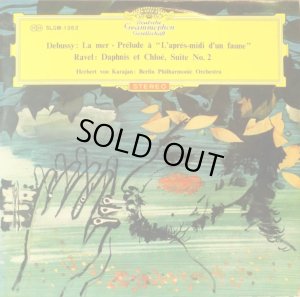 SLGM 1362
Deutsche
Grammophon
Gesellschaft
Debussy: La mer · Prélude à "L'après-midi d'un faune"
Ravel: Daphnis et Chloé, Suite No. 2
Herbert von Karajan: Berlin Philharmonic Orchestra
STEREO
SOLD OUT